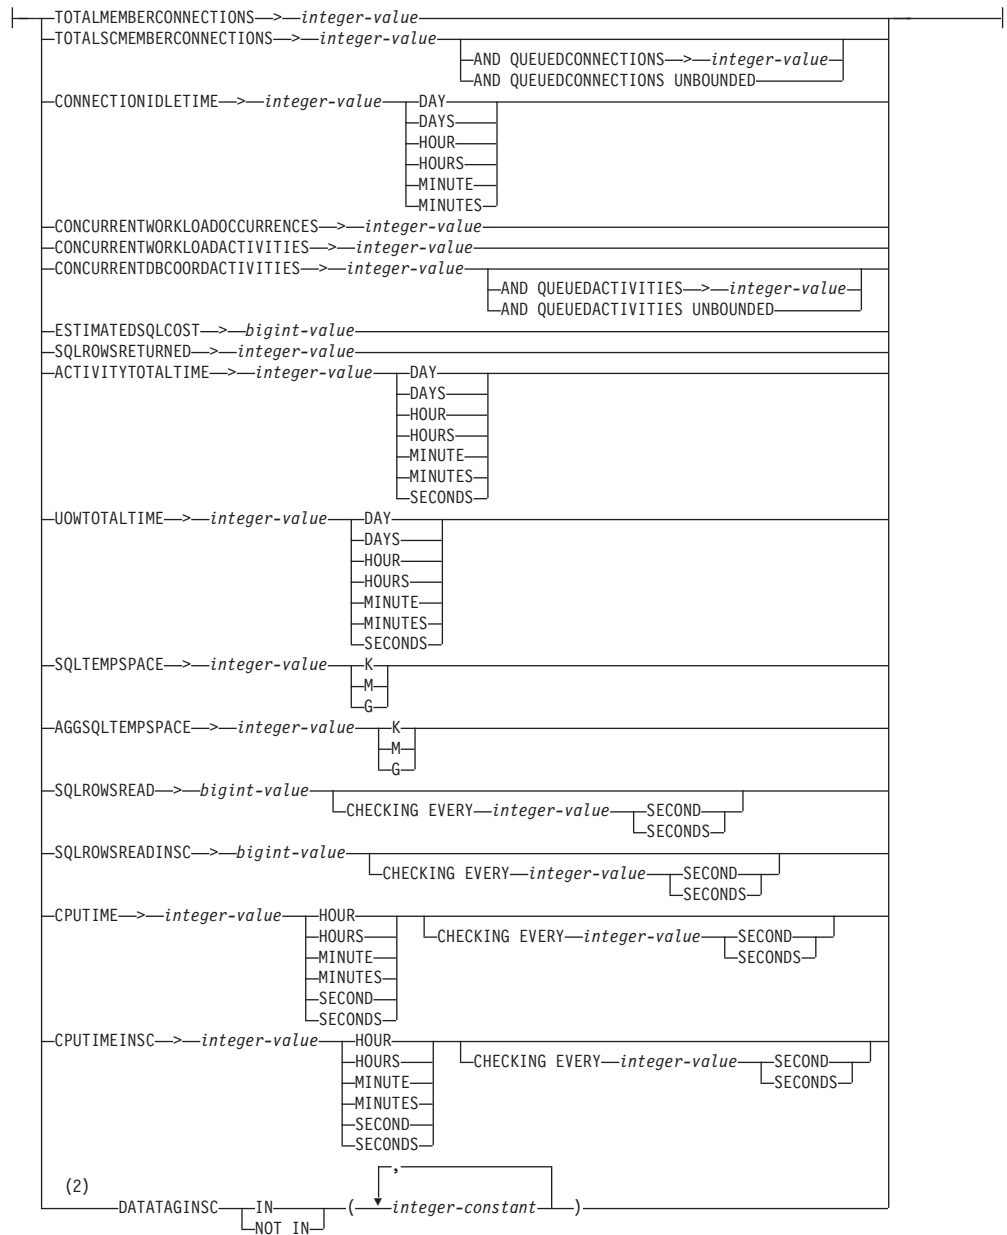 TOTALMEMBERCONNECTIONS > integer-value
TOTALSCMEMBERCONNECTIONS > integer-value
AND QUEUEDCONNECTIONS > integer-value
AND QUEUEDCONNECTIONS UNBOUNDED
CONNECTIONIDLETIME > integer-value DAY
DAYS
HOUR
HOURS
MINUTE
MINUTES
CONCURRENTWORKLOADOCCURRENCES > integer-value
CONCURRENTWORKLOADACTIVITIES > integer-value
CONCURRENTDBCOORDACTIVITIES > integer-value
AND QUEUEDACTIVITIES > integer-value
AND QUEUEDACTIVITIES UNBOUNDED
ESTIMATEDSQLCOST > bigint-value
SQLROWSRETURNED > integer-value
ACTIVITYTOTALTIME > integer-value DAY
DAYS
HOUR
HOURS
MINUTE
MINUTES
SECONDS
UOWTOTALTIME > integer-value DAY
DAYS
HOUR
HOURS
MINUTE
MINUTES
SECONDS
SQLTEMPSPACE > integer-value K
M
G
AGGSQLTEMPSPACE > integer-value K
M
G
SQLROWSREAD > bigint-value
CHECKING EVERY integer-value SECOND
SECONDS
SQLROWSREADINSC > bigint-value
CHECKING EVERY integer-value SECOND
SECONDS
CPUTIME > integer-value HOUR
HOURS CHECKING EVERY integer-value SECOND
MINUTE SECONDS
MINUTES
SECOND
SECONDS
CPUTIMEINSC > integer-value HOUR
HOURS CHECKING EVERY integer-value SECOND
MINUTE SECONDS
MINUTES
SECOND
SECONDS
,
(2)
DATATAGINSC IN ( integer-constant )
NOT IN